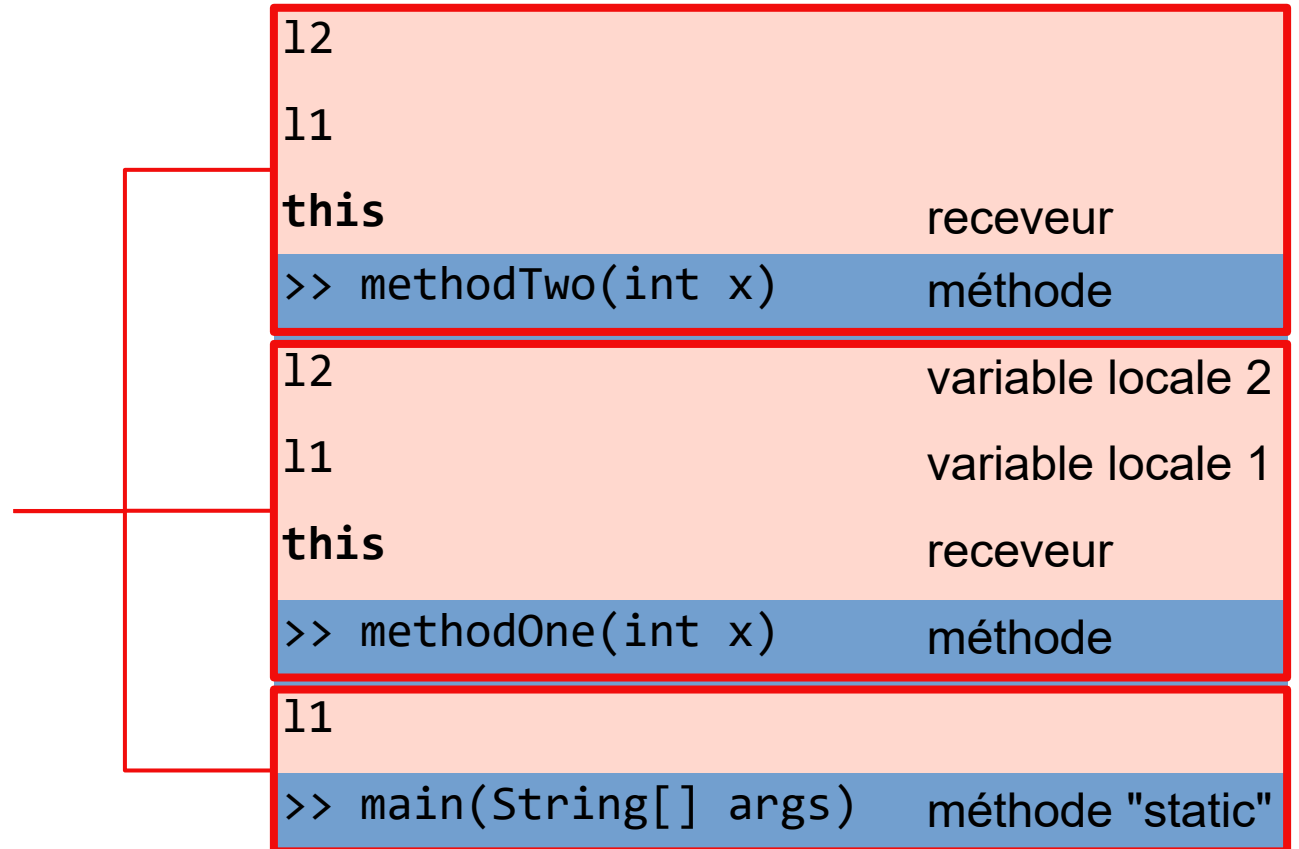 l2
l1
this receveur
>> methodTwo(int x) méthode
l2 variable locale 2
l1 variable locale 1
this receveur
>> methodOne(int x) méthode
l1
>> main(String[] args) méthode "static"